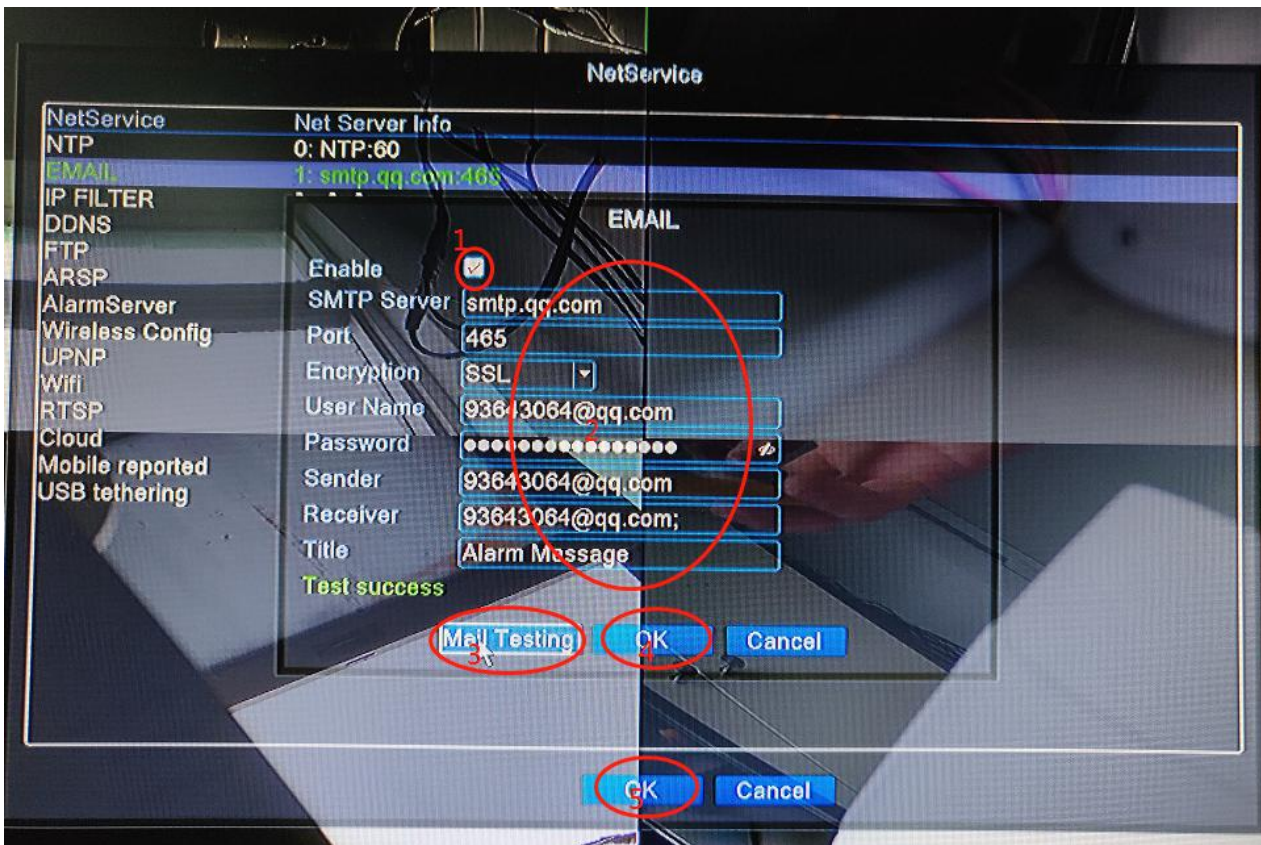 NetService
NetService Net Server Info
NTP 0: NTP:60
EMAIL 1: smtp.qq.com:465
IP FILTER
EMAIL
DDNS
FTP
1
Enable
ARSP
AlarmServer
SMTP Server smtp.qq.com
Wireless Config
Port 465
UPNP
Encryption SSL
Wifi
RTSP
User Name 93643064@qq.com
2
Cloud
Password ●●●●●●●●●●●●●●●●
Mobile reported
Sender 93643064@qq.com
USB tethering
Receiver 93643064@qq.com;
Title Alarm Message
Test success
Mail Testing OK Cancel
3 4
OK Cancel
5